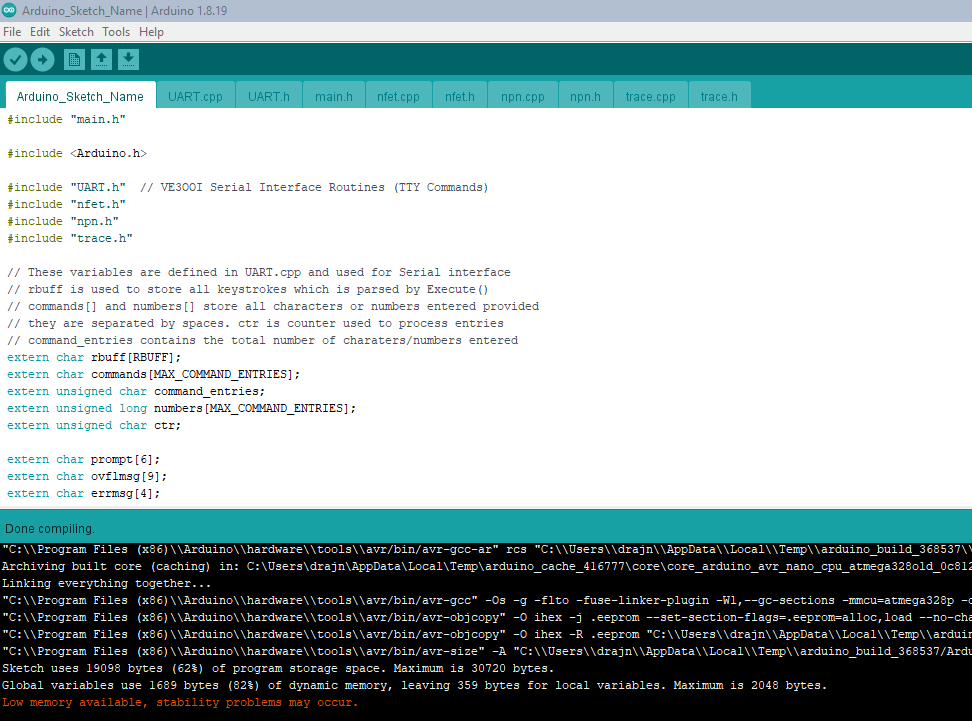 Arduino_Sketch_Name | Arduino 1.8.19
File Edit Sketch Tools Help
Arduino_Sketch_Name UART.cpp UART.h main.h nfet.cpp nfet.h npn.cpp npn.h trace.cpp trace.h
#include "main.h"
#include <Arduino.h>
#include "UART.h"  // VE3OOI Serial Interface Routines (TTY Commands)
#include "nfet.h"
#include "npn.h"
#include "trace.h"
// These variables are defined in UART.cpp and used for Serial interface
// rbuff is used to store all keystrokes which is parsed by Execute()
// commands[] and numbers[] store all characters or numbers entered provided
// they are separated by spaces. ctr is counter used to process entries
// command_entries contains the total number of charaters/numbers entered
extern char rbuff[RBUFF];
extern char commands[MAX_COMMAND_ENTRIES];
extern unsigned char command_entries;
extern unsigned long numbers[MAX_COMMAND_ENTRIES];
extern unsigned char ctr;
extern char prompt[6];
extern char ovflmsg[9];
extern char errmsg[4];
Done compiling.
"C:\\Program Files (x86)\\Arduino\\hardware\\tools\\avr/bin/avr-gcc-ar" rcs "C:\\Users\\drajn\\AppData\\Local\\Temp\\arduino_build_368537\\
Archiving built core (caching) in: C:\Users\drajn\AppData\Local\Temp\arduino_cache_416777\core\core_arduino_avr_nano_cpu_atmega328old_0c812
Linking everything together...
"C:\\Program Files (x86)\\Arduino\\hardware\\tools\\avr/bin/avr-gcc" -Os -g -flto -fuse-linker-plugin -Wl,--gc-sections -mmcu=atmega328p -o
"C:\\Program Files (x86)\\Arduino\\hardware\\tools\\avr/bin/avr-objcopy" -O ihex -j .eeprom --set-section-flags=.eeprom=alloc,load --no-cha
"C:\\Program Files (x86)\\Arduino\\hardware\\tools\\avr/bin/avr-objcopy" -O ihex -R .eeprom "C:\\Users\\drajn\\AppData\\Local\\Temp\\arduin
"C:\\Program Files (x86)\\Arduino\\hardware\\tools\\avr/bin/avr-size" -A "C:\\Users\\drajn\\AppData\\Local\\Temp\\arduino_build_368537/Ardu
Sketch uses 19098 bytes (62%) of program storage space. Maximum is 30720 bytes.
Global variables use 1689 bytes (82%) of dynamic memory, leaving 359 bytes for local variables. Maximum is 2048 bytes.
Low memory available, stability problems may occur.